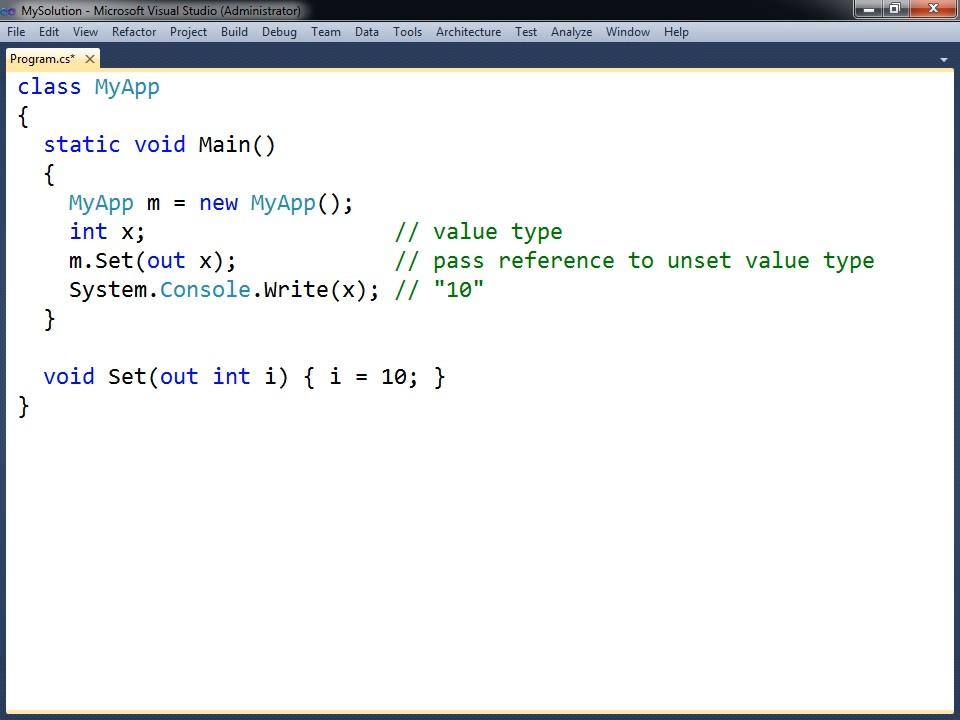 MySolution - Microsoft Visual Studio (Administrator)
File Edit View Refactor Project Build Debug Team Data Tools Architecture Test Analyze Window Help
Program.cs*
class MyApp
{
  static void Main()
  {
    MyApp m = new MyApp();
    int x;                   // value type
    m.Set(out x);            // pass reference to unset value type
    System.Console.Write(x); // "10"
  }

  void Set(out int i) { i = 10; }
}